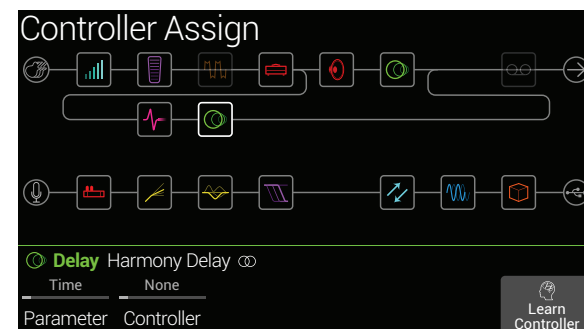 Controller Assign
Delay Harmony Delay
Time None
Parameter Controller
Learn
Controller